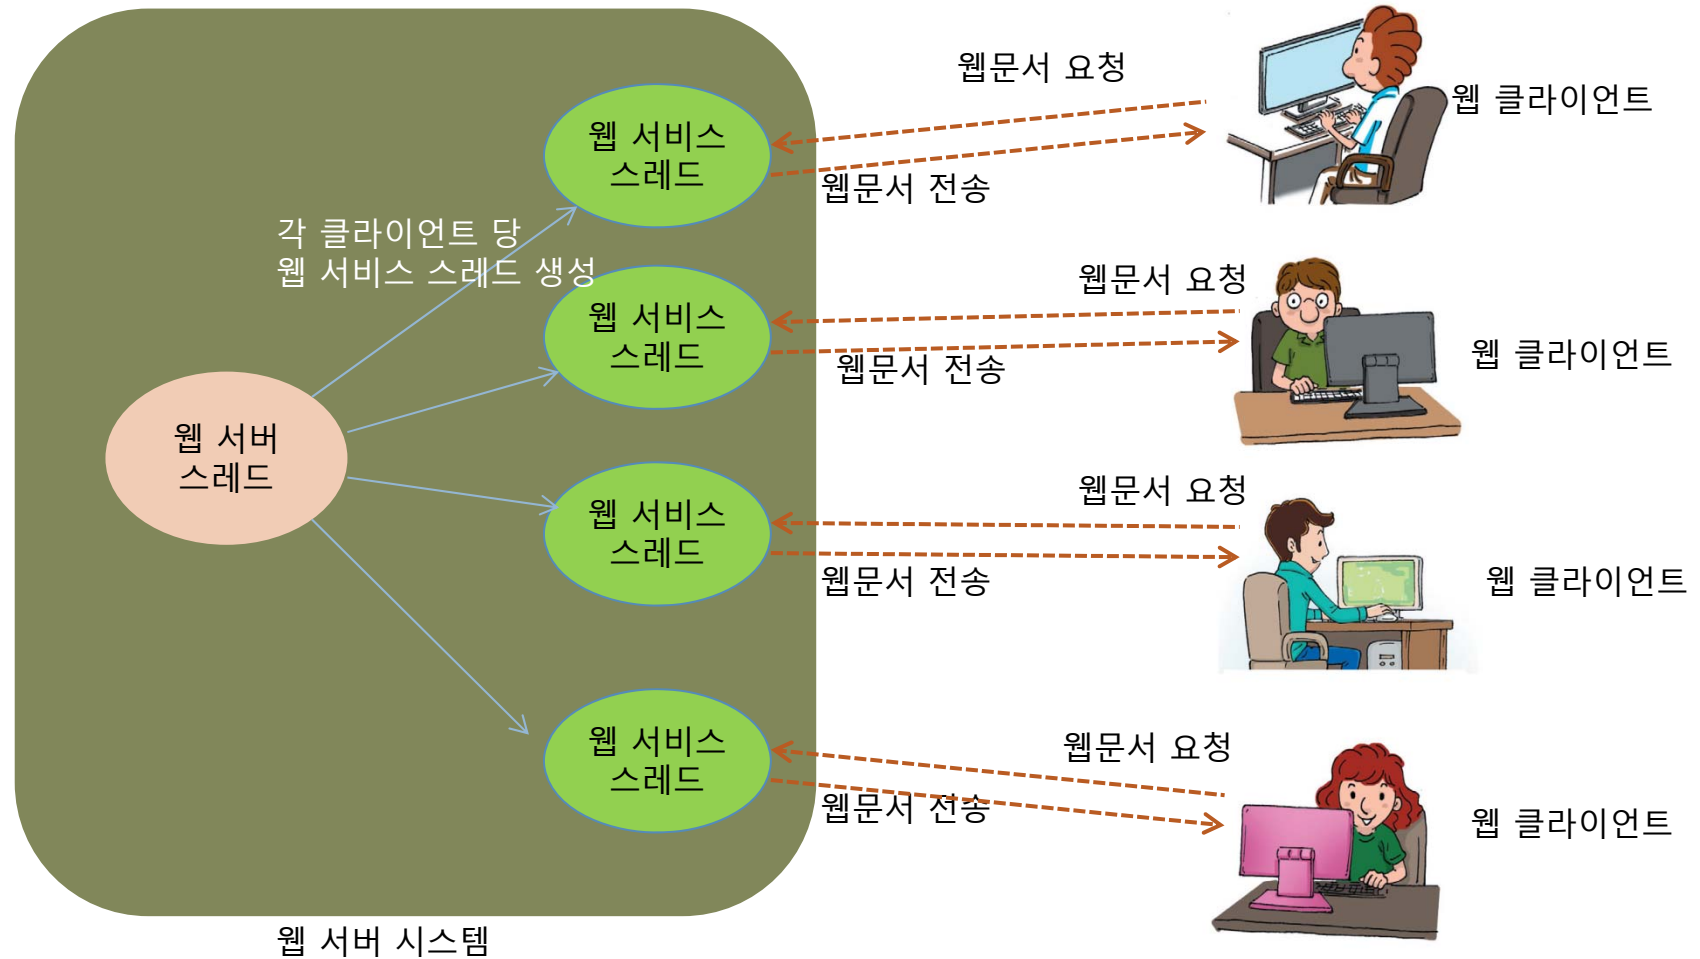 웹문서 요청
웹 클라이언트
웹 서비스
스레드
웹문서 전송
각 클라이언트 당
웹 서비스 스레드 생성
웹문서 요청
웹 서비스
스레드
웹 클라이언트
웹문서 전송
웹 서버
스레드
웹문서 요청
웹 서비스
스레드
웹문서 전송
웹 클라이언트
웹문서 요청
웹 서비스
스레드
웹문서 전송
웹 클라이언트
웹 서버 시스템